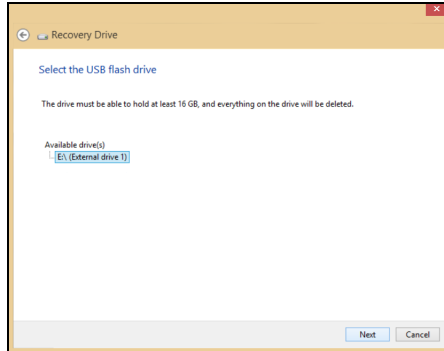 Recovery Drive
Select the USB flash drive
The drive must be able to hold at least 16 GB, and everything on the drive will be deleted.
Available drive(s)
E:\ (External drive 1)
Next Cancel